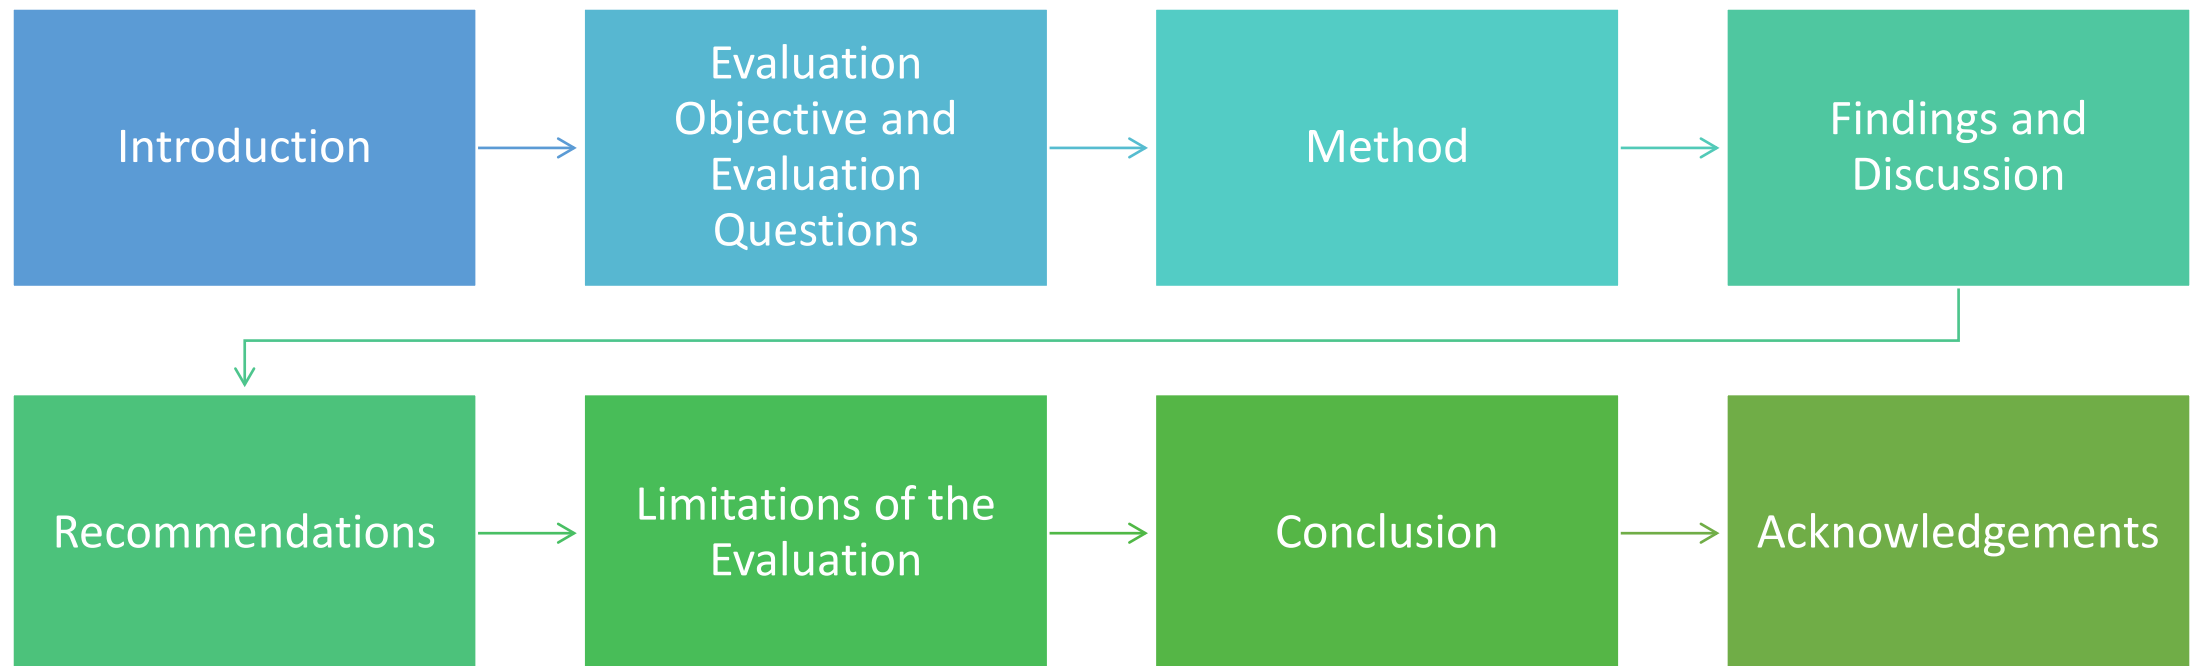 Introduction
Evaluation
Objective and
Evaluation
Questions
Method
Findings and
Discussion
Recommendations
Limitations of the
Evaluation
Conclusion
Acknowledgements